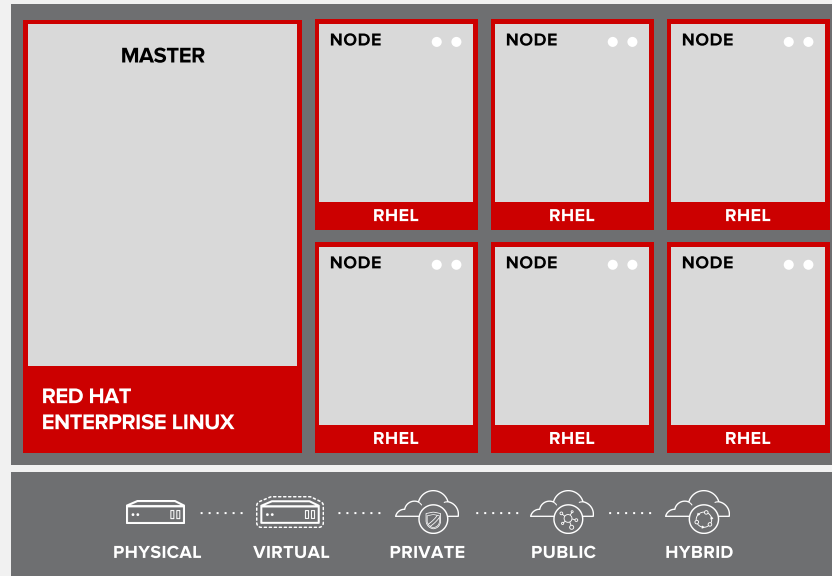 MASTER
RED HAT
ENTERPRISE LINUX
NODE
RHEL
NODE
RHEL
NODE
RHEL
NODE
RHEL
NODE
RHEL
NODE
RHEL
PHYSICAL
VIRTUAL
PRIVATE
PUBLIC
HYBRID